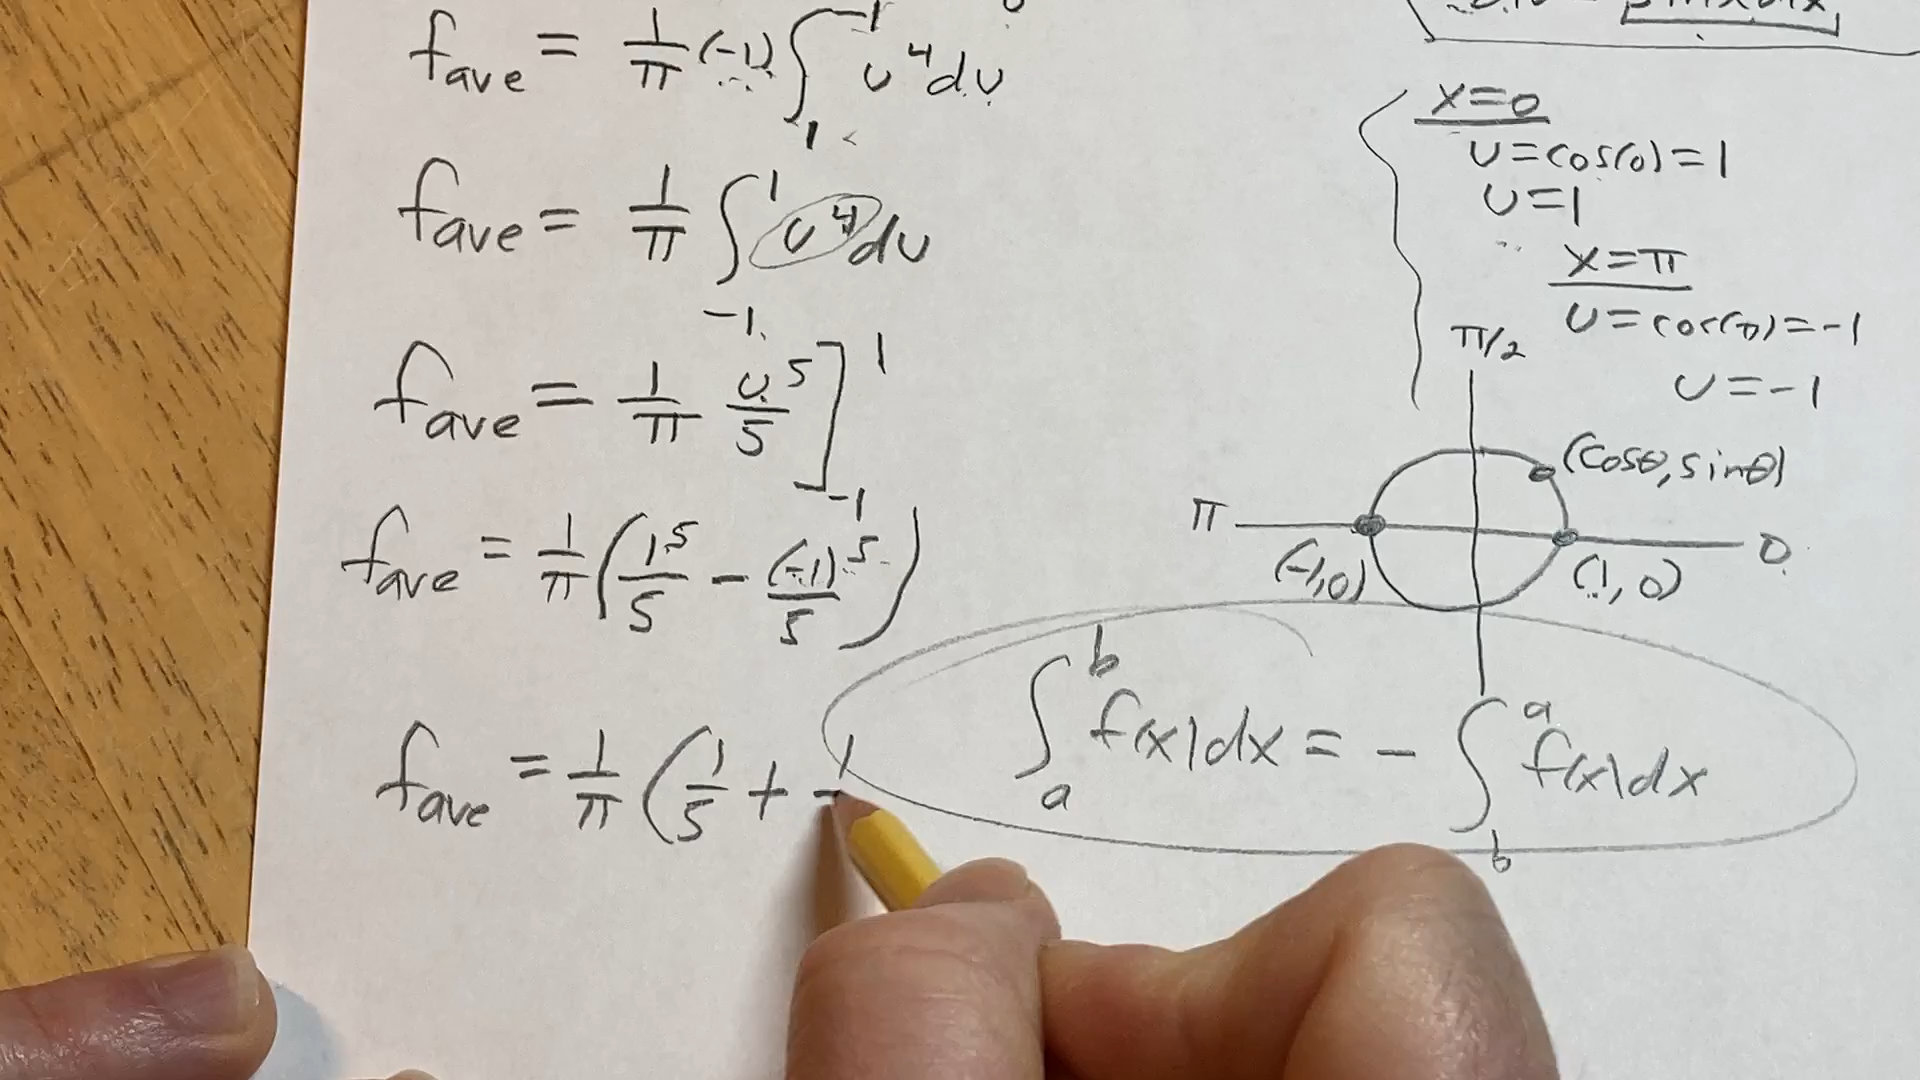 f_ave = 1/π (-1) ∫_1^-1 u^4 du
f_ave = 1/π ∫_-1^1 u^4 du
f_ave = 1/π u^5/5 ]_-1^1
f_ave = 1/π (1^5/5 - (-1)^5/5)
f_ave = 1/π (1/5 + 1
x=0
u=cos(0)=1
u=1
x=π
u=cos(π)=-1
u=-1
π/2
(cosθ, sinθ)
π
0
(-1,0)
(1,0)
∫_a^b f(x)dx = - ∫_b^a f(x)dx